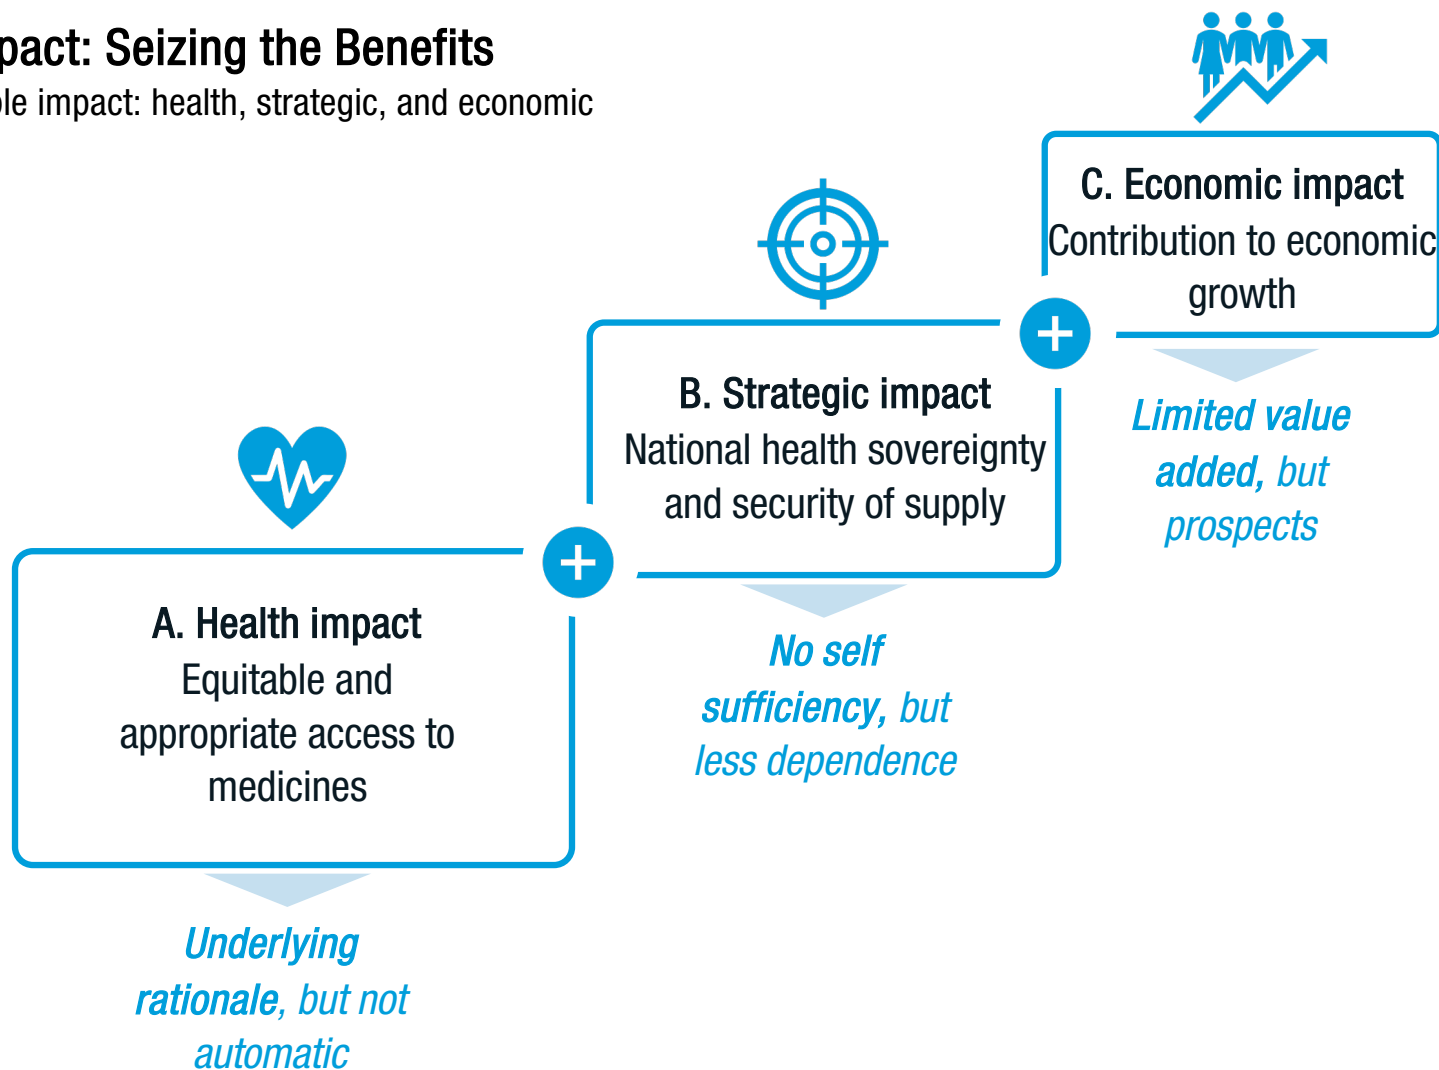 pact: Seizing the Benefits
le impact: health, strategic, and economic
C. Economic impact
Contribution to economic
growth
B. Strategic impact
National health sovereignty
and security of supply
Limited value
added, but
prospects
A. Health impact
Equitable and
appropriate access to
medicines
No self
sufficiency, but
less dependence
Underlying
rationale, but not
automatic